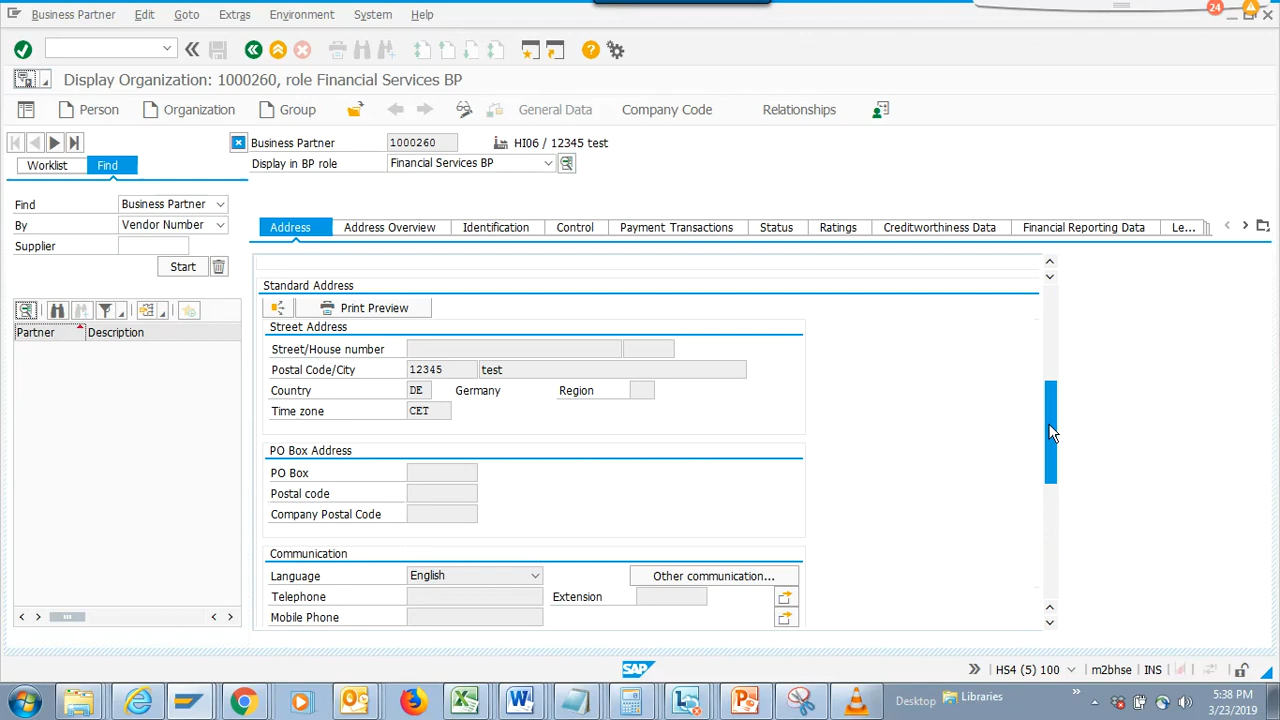 Business Partner Edit Goto Extras Environment System Help
24
Display Organization: 1000260, role Financial Services BP
Person Organization Group General Data Company Code Relationships
Business Partner 1000260 HI06 / 12345 test
Worklist Find
Display in BP role Financial Services BP
Find Business Partner
By Vendor Number
Supplier
Start
Address Address Overview Identification Control Payment Transactions Status Ratings Creditworthiness Data Financial Reporting Data Le...
Partner Description
Standard Address
Print Preview
Street Address
Street/House number
Postal Code/City 12345 test
Country DE Germany Region
Time zone CET
PO Box Address
PO Box
Postal code
Company Postal Code
Communication
Language English Other communication...
Telephone Extension
Mobile Phone
SAP HS4 (5) 100 m2bhse INS
Desktop Libraries
5:38 PM
3/23/2019